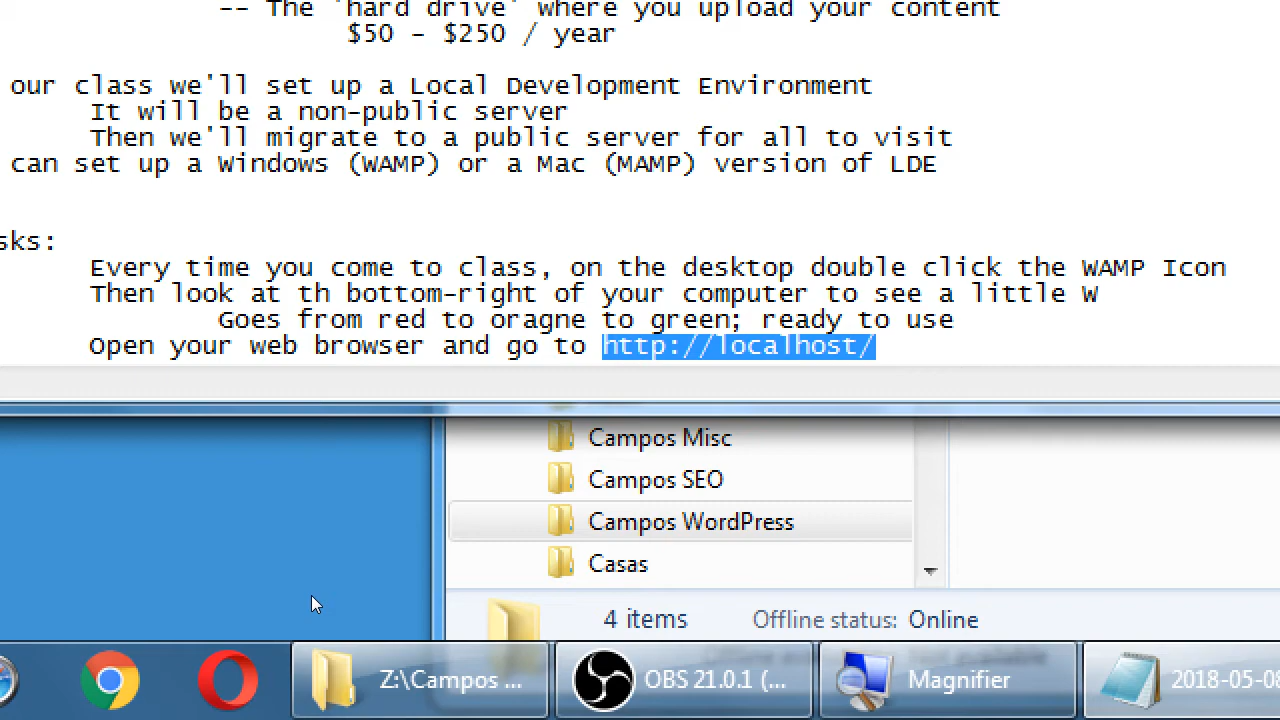 -- The 'hard drive' where you upload your content
$50 - $250 / year
our class we'll set up a Local Development Environment
It will be a non-public server
Then we'll migrate to a public server for all to visit
can set up a Windows (WAMP) or a Mac (MAMP) version of LDE
sks:
Every time you come to class, on the desktop double click the WAMP Icon
Then look at th bottom-right of your computer to see a little W
Goes from red to oragne to green; ready to use
Open your web browser and go to http://localhost/
Campos Misc
Campos SEO
Campos WordPress
Casas
4 items Offline status: Online
Z:\Campos ... OBS 21.0.1 (... Magnifier 2018-05-08